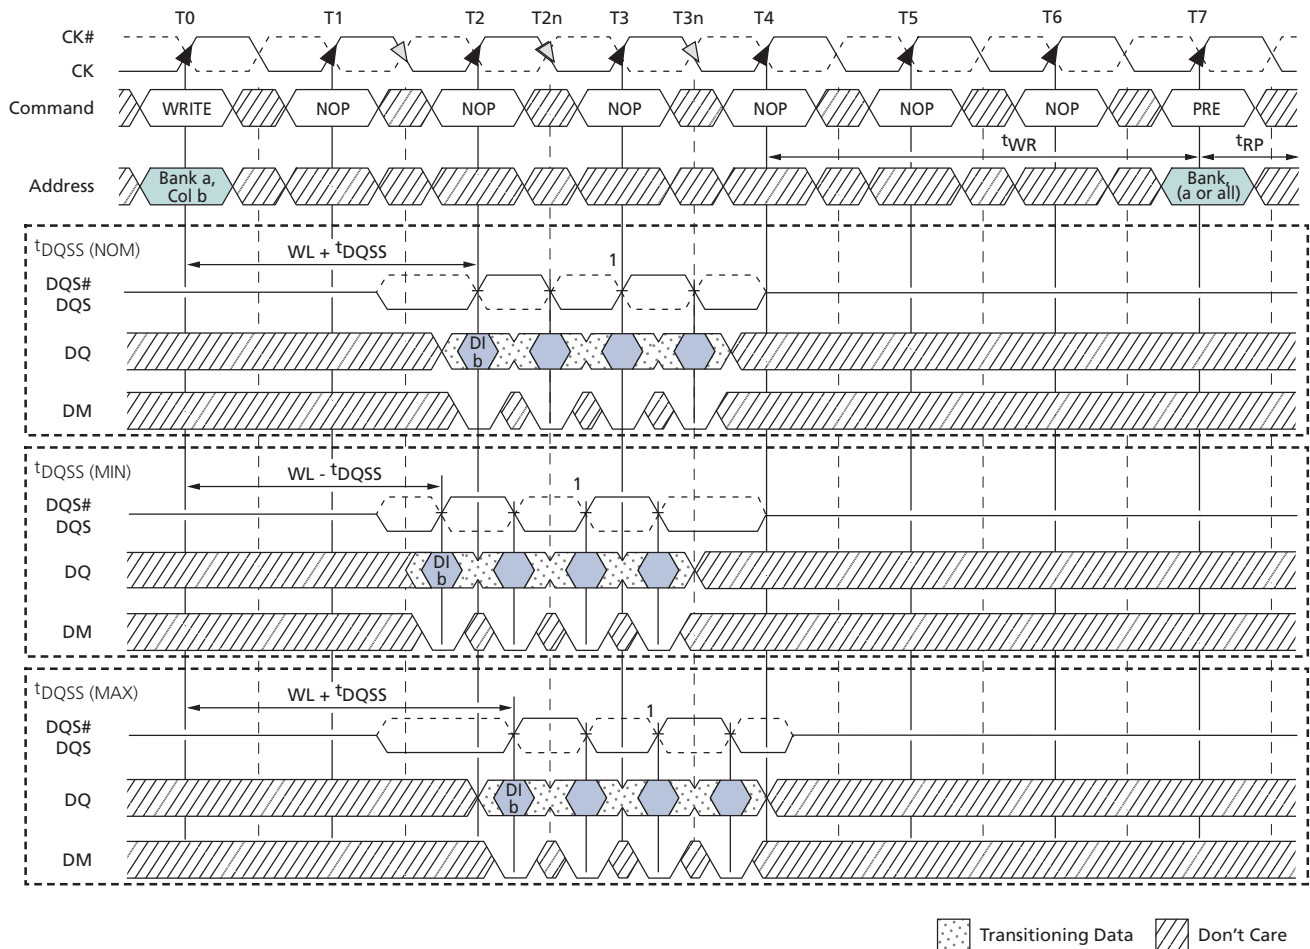 T0 T1 T2 T2n T3 T3n T4 T5 T6 T7
CK#
CK
Command WRITE NOP NOP NOP NOP NOP NOP PRE
tWR tRP
Address Bank a, Col b Bank, (a or all)
tDQSS (NOM)
WL + tDQSS 1
DQS#
DQS
DQ DI b
DM
tDQSS (MIN)
WL - tDQSS 1
DQS#
DQS
DQ DI b
DM
tDQSS (MAX)
WL + tDQSS 1
DQS#
DQS
DQ DI b
DM
Transitioning Data Don't Care